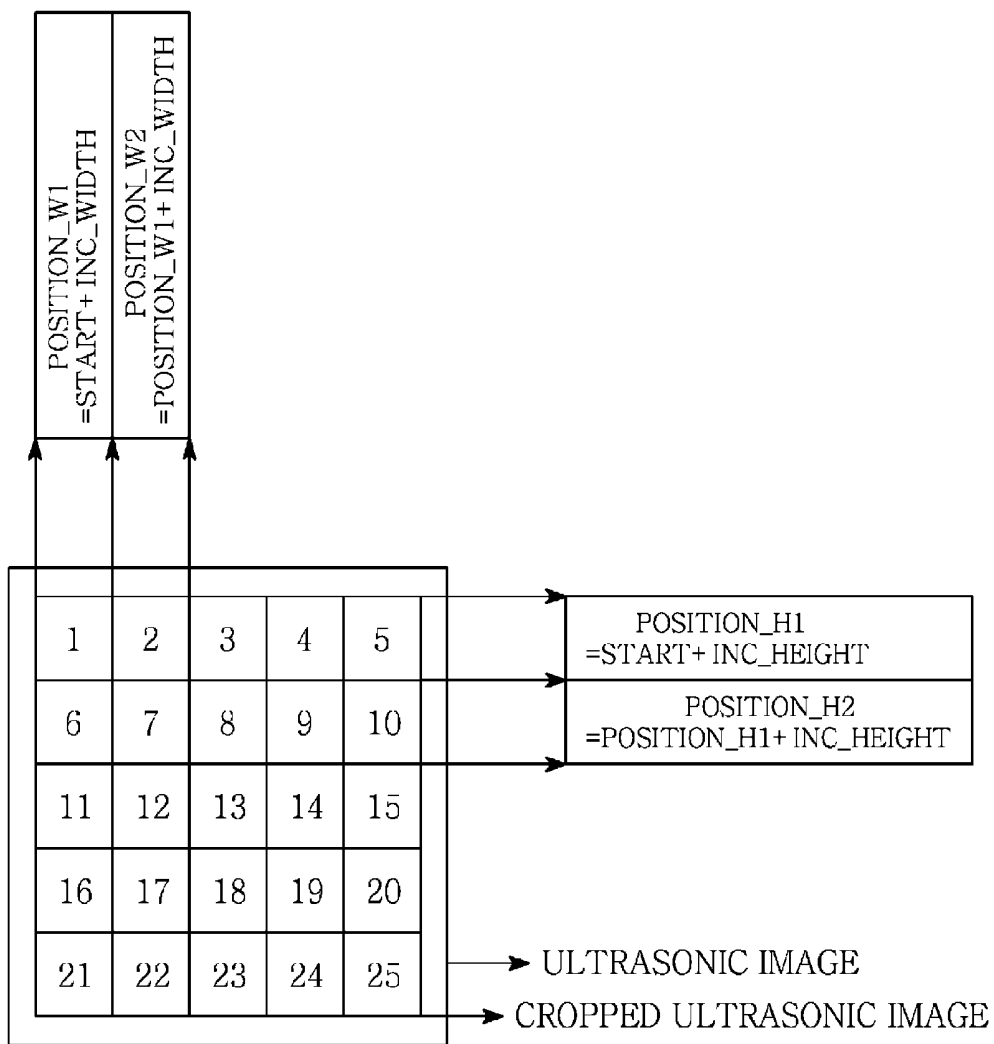 POSITION_W1
=START+INC_WIDTH
POSITION_W2
=POSITION_W1+INC_WIDTH
1 2 3 4 5
POSITION_H1
=START+INC_HEIGHT
6 7 8 9 10
POSITION_H2
=POSITION_H1+INC_HEIGHT
11 12 13 14 15
16 17 18 19 20
21 22 23 24 25
ULTRASONIC IMAGE
CROPPED ULTRASONIC IMAGE